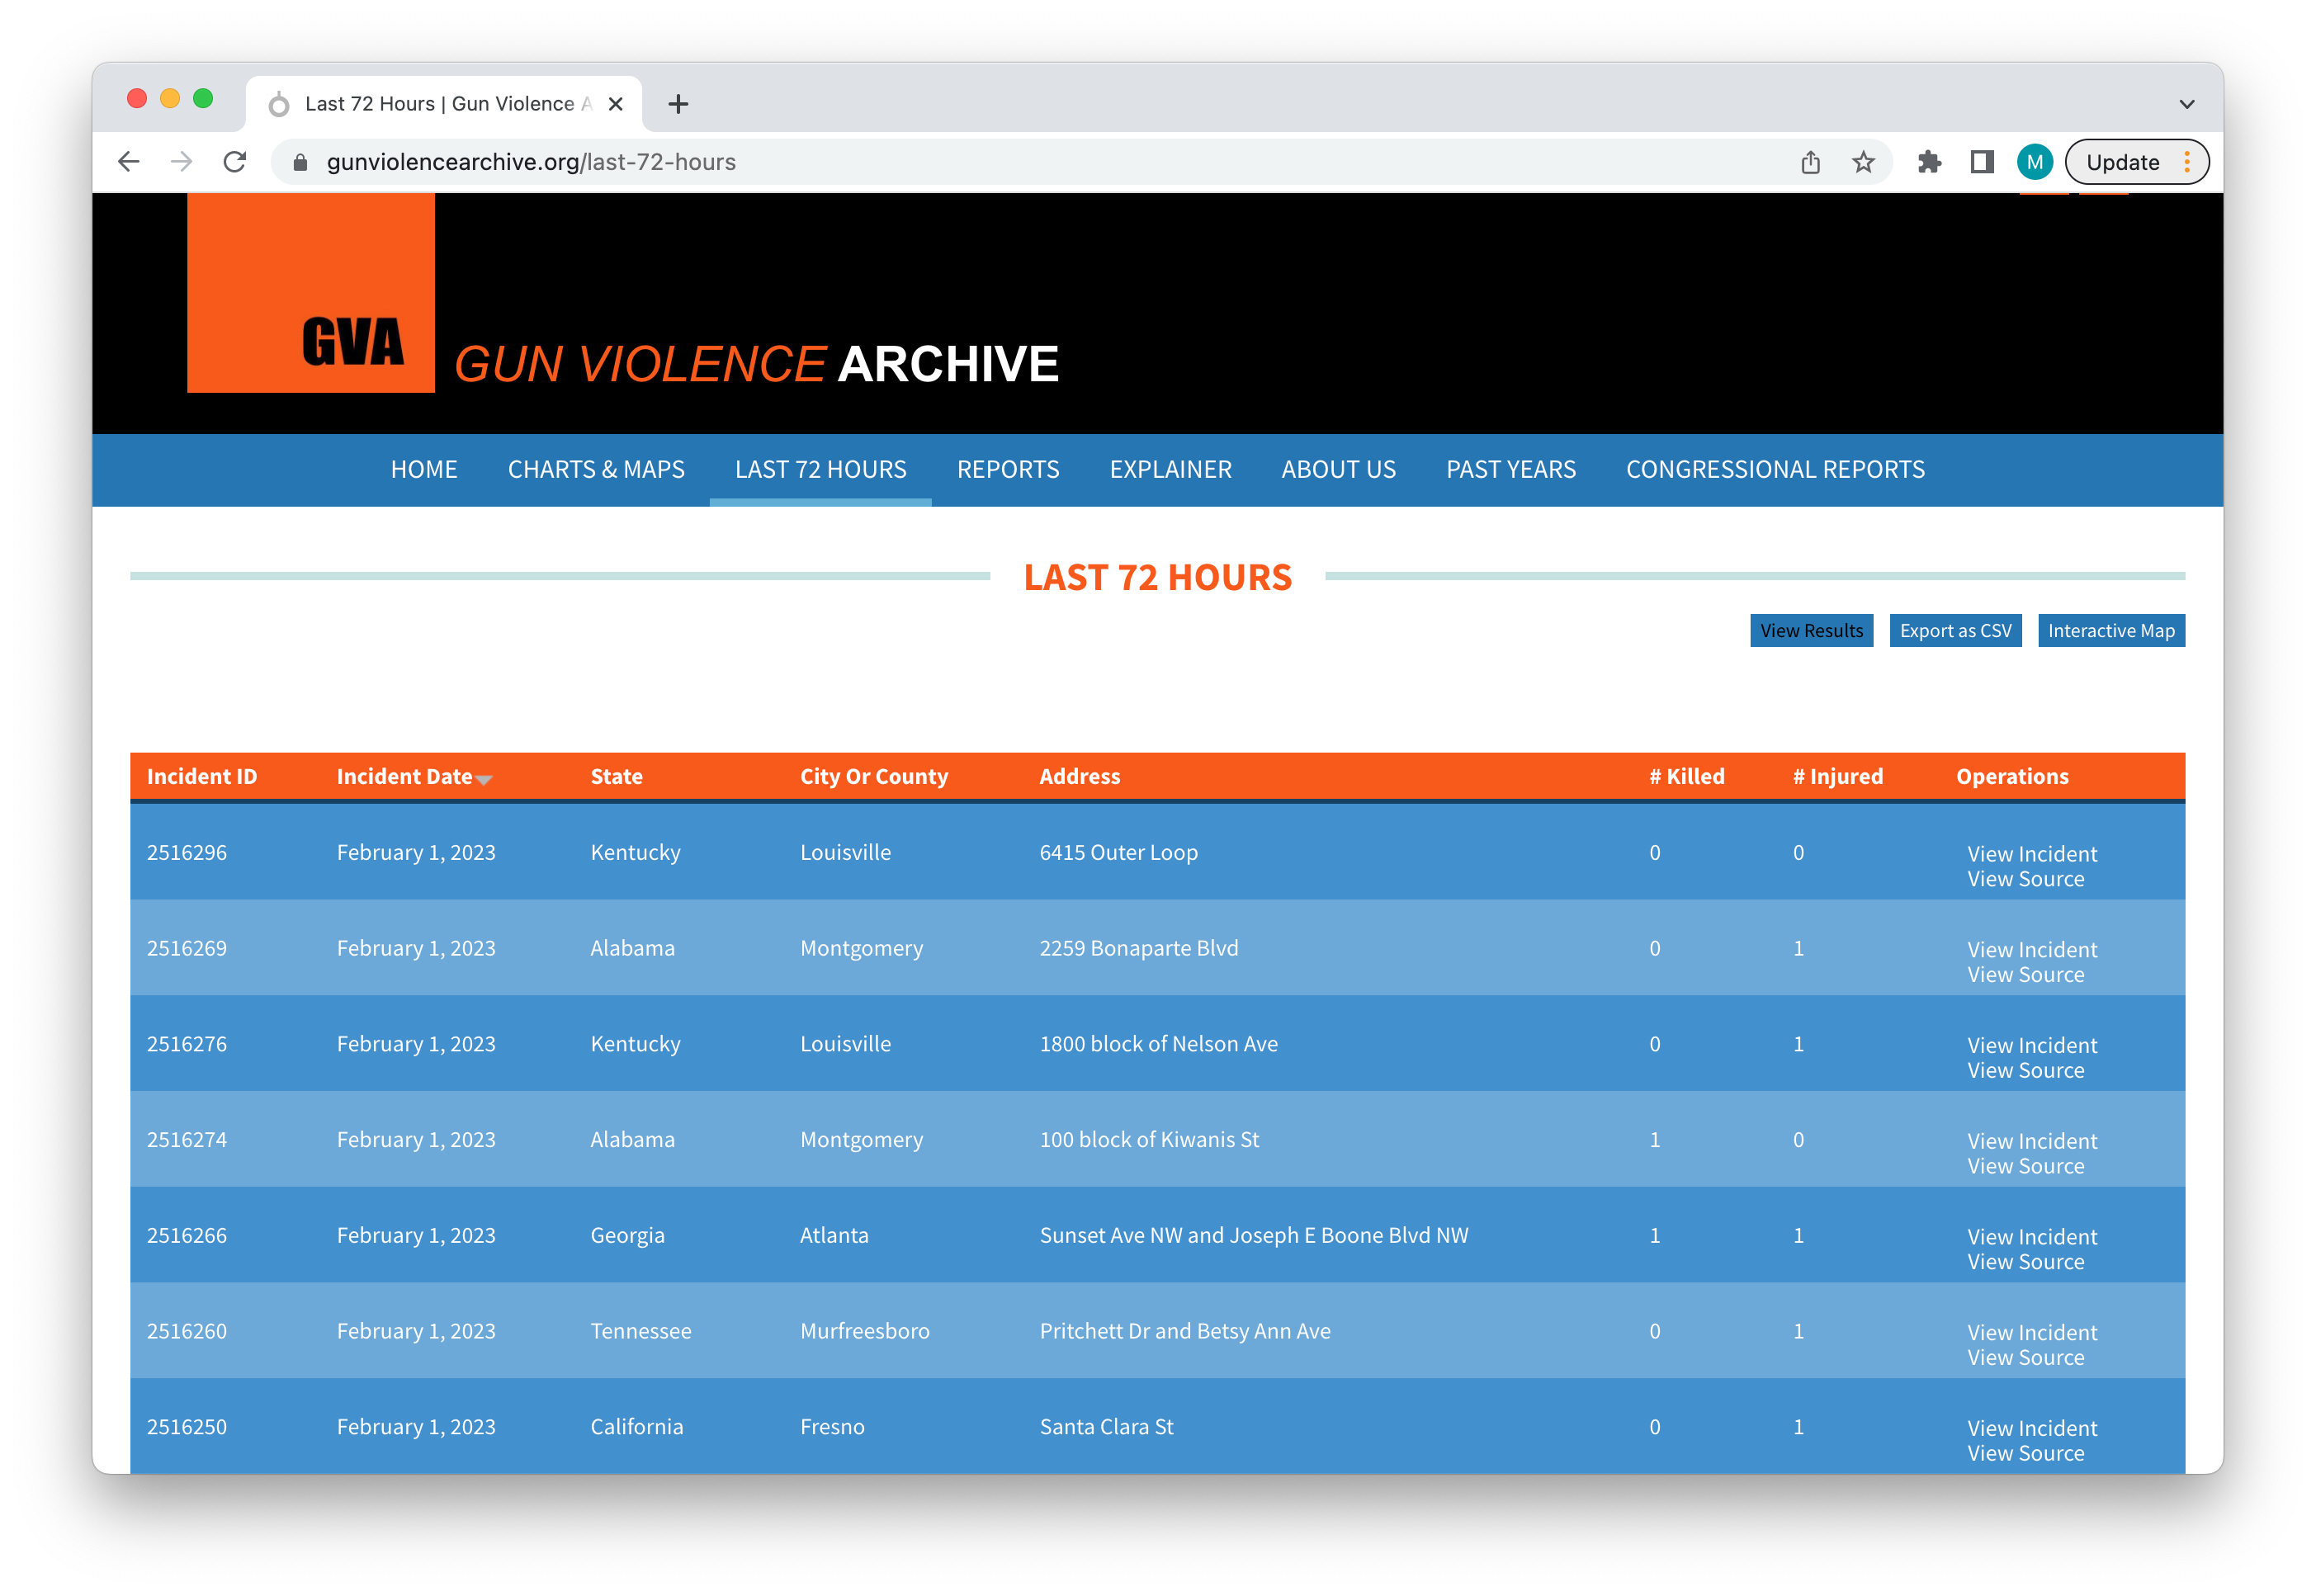 Last 72 Hours | Gun Violence A
gunviolencearchive.org/last-72-hours
M
Update
GVA
GUN VIOLENCE ARCHIVE
HOME CHARTS & MAPS LAST 72 HOURS REPORTS EXPLAINER ABOUT US PAST YEARS CONGRESSIONAL REPORTS
LAST 72 HOURS
View Results Export as CSV Interactive Map
Incident ID Incident Date State City Or County Address # Killed # Injured Operations
2516296 February 1, 2023 Kentucky Louisville 6415 Outer Loop 0 0 View Incident
View Source
2516269 February 1, 2023 Alabama Montgomery 2259 Bonaparte Blvd 0 1 View Incident
View Source
2516276 February 1, 2023 Kentucky Louisville 1800 block of Nelson Ave 0 1 View Incident
View Source
2516274 February 1, 2023 Alabama Montgomery 100 block of Kiwanis St 1 0 View Incident
View Source
2516266 February 1, 2023 Georgia Atlanta Sunset Ave NW and Joseph E Boone Blvd NW 1 1 View Incident
View Source
2516260 February 1, 2023 Tennessee Murfreesboro Pritchett Dr and Betsy Ann Ave 0 1 View Incident
View Source
2516250 February 1, 2023 California Fresno Santa Clara St 0 1 View Incident
View Source